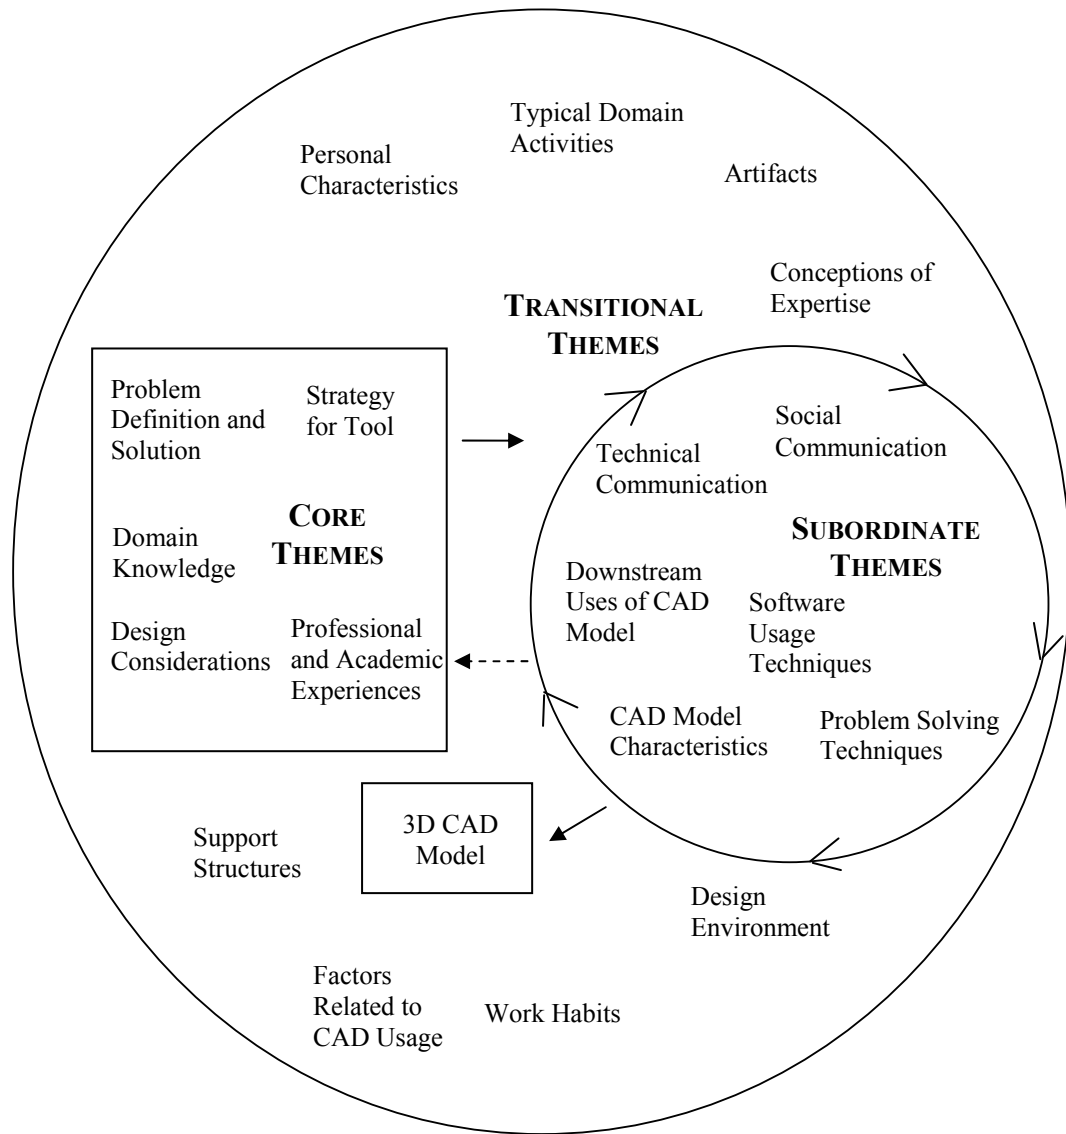 Typical Domain
Activities
Personal
Characteristics
Artifacts
Conceptions of
Expertise
TRANSITIONAL
THEMES
Problem
Definition and
Solution
Strategy
for Tool
CORE
THEMES
Domain
Knowledge
Design
Considerations
Professional
and Academic
Experiences
Social
Communication
Technical
Communication
SUBORDINATE
THEMES
Downstream
Uses of CAD
Model
Software
Usage
Techniques
CAD Model
Characteristics
Problem Solving
Techniques
3D CAD
Model
Support
Structures
Design
Environment
Factors
Related to
CAD Usage
Work Habits